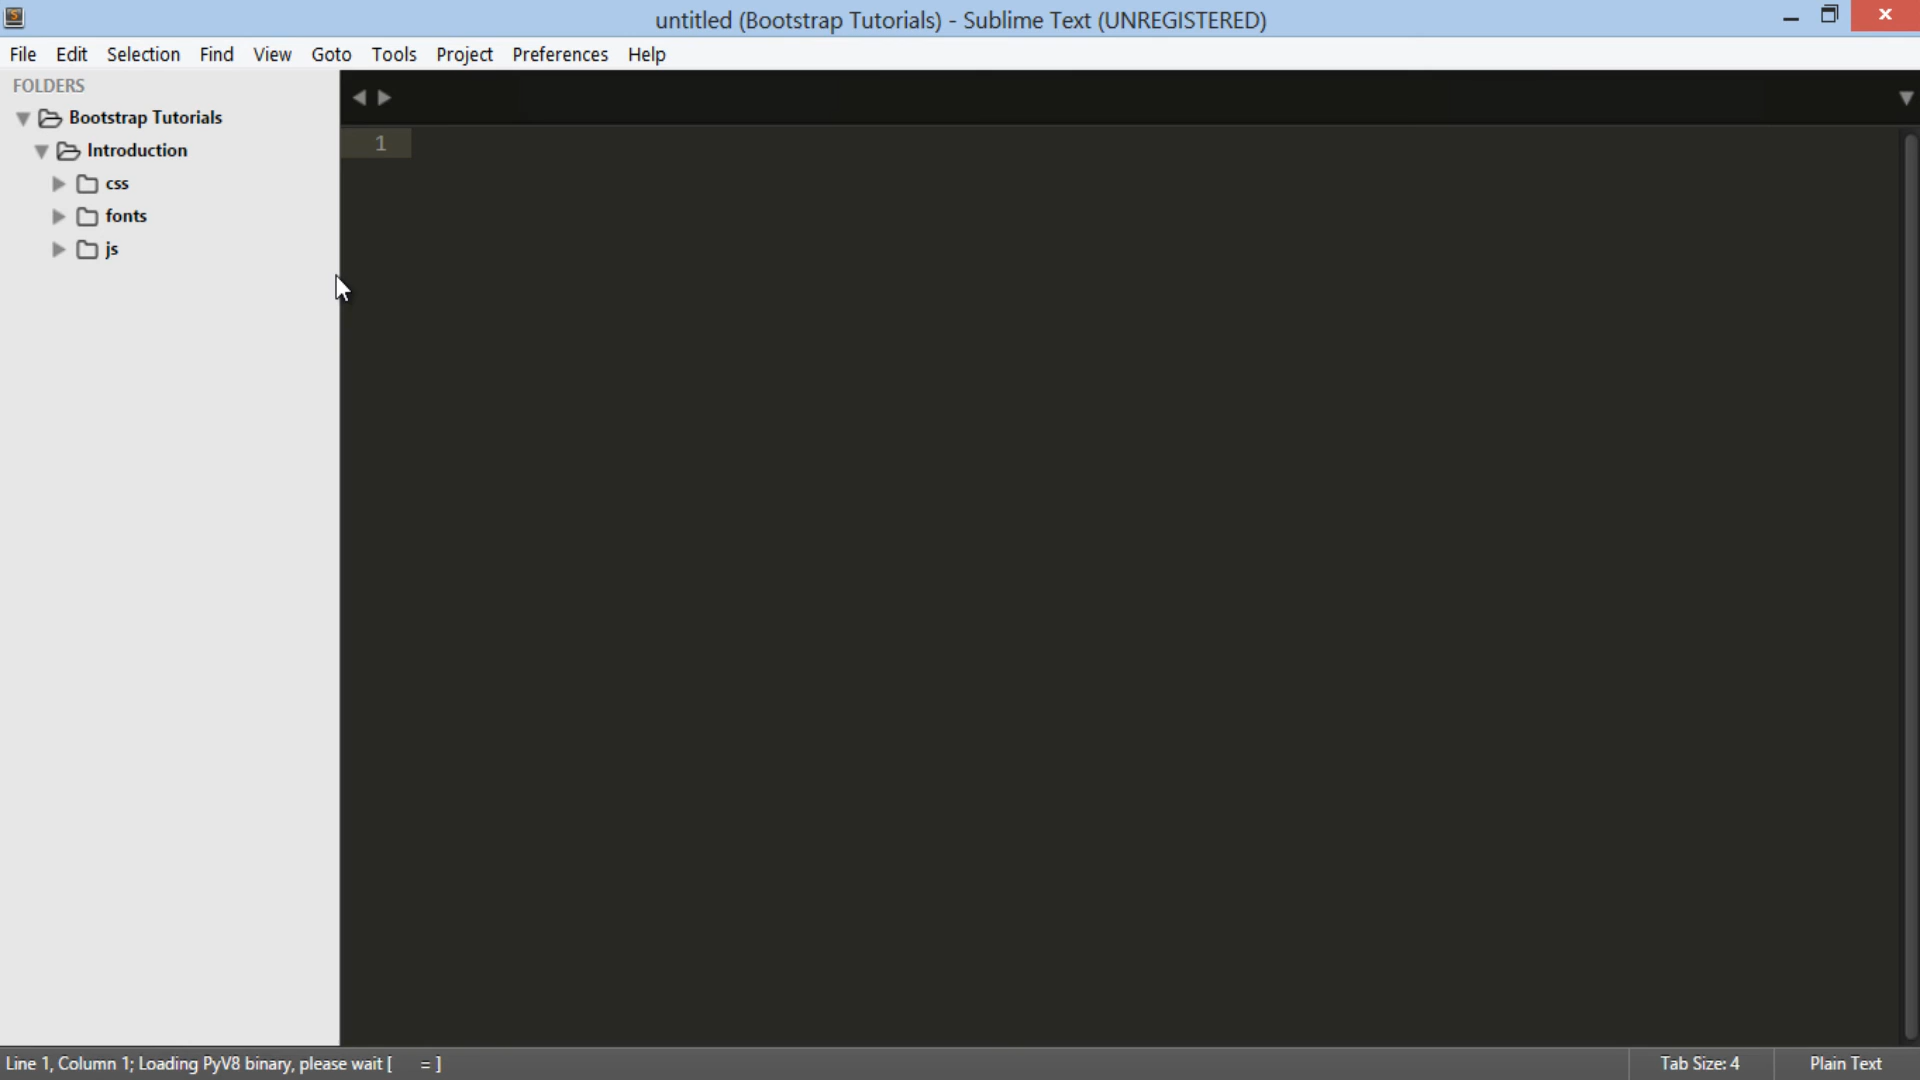 untitled (Bootstrap Tutorials) - Sublime Text (UNREGISTERED)
File Edit Selection Find View Goto Tools Project Preferences Help
FOLDERS
Bootstrap Tutorials
Introduction
css
fonts
js
1
Line 1, Column 1; Loading PyV8 binary, please wait [ = ]
Tab Size: 4
Plain Text